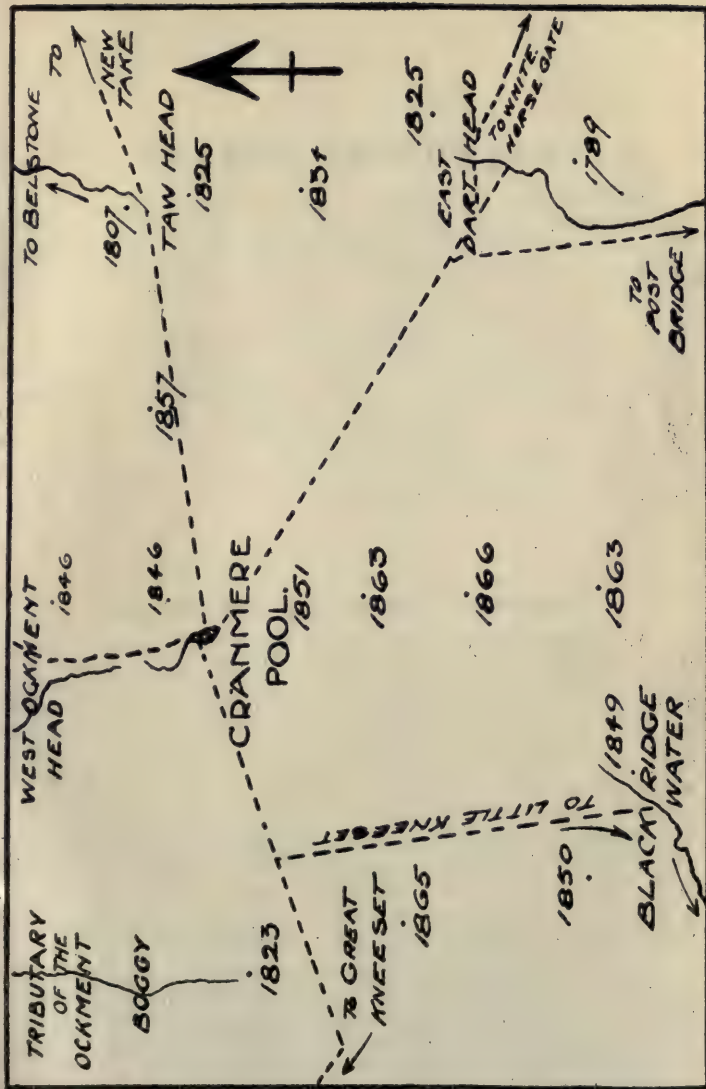 TRIBUTARY
OF THE
OCKMENT
BOGGY
1823
WEST OCKMENT
HEAD
1846
1846
TO BELSTONE
TO
NEW
TAKE
1807
1857
TAW HEAD
1825
CRANMERE
POOL.
1851
1834
TO GREAT
KNEESET
TO LITTLE KNEESET
1865
1863
1825
EAST
DART HEAD
TO WHITE
HORSE GATE
1866
1850
1849
1863
1789
BLACK RIDGE
WATER
TO
POST
BRIDGE